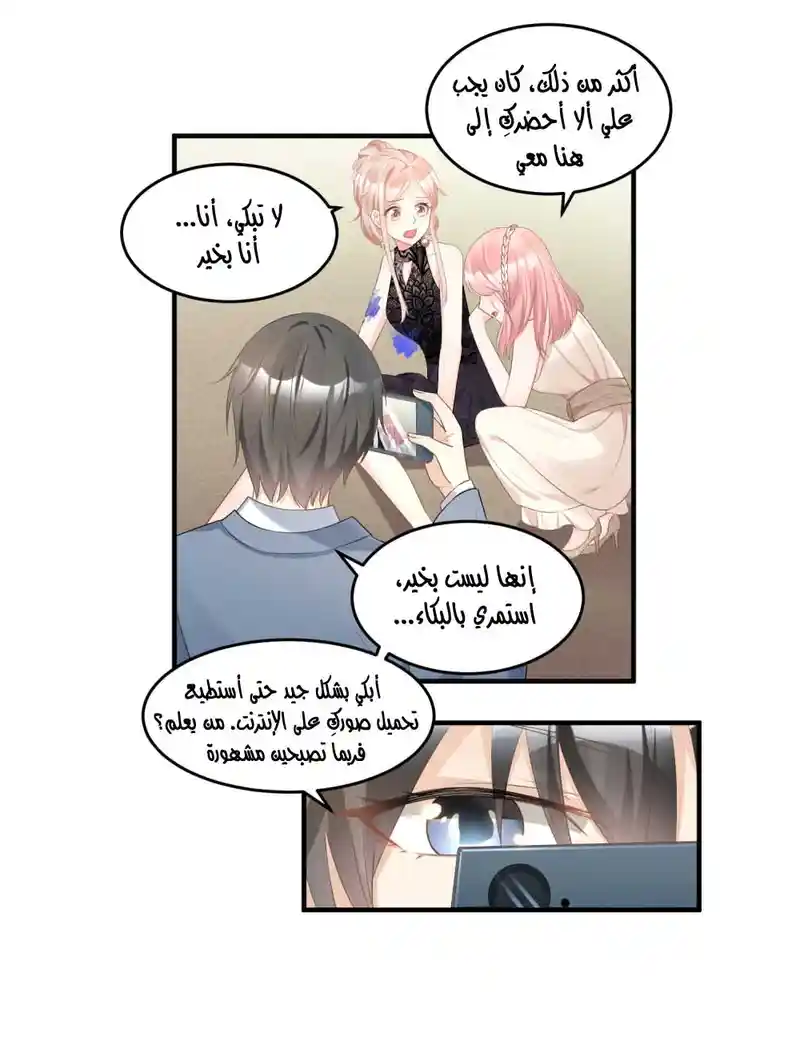 أكثر من ذلك، كان يجب
علي ألا أحضركِ إلى
هنا معي
لا تبكي، أنا...
أنا بخير
إنها ليست بخير،
استمري بالبكاء...
أبكي بشكل جيد حتى أستطيع
تحميل صوركِ على الإنترنت. من يعلم؟
فربما تصبحين مشهورة